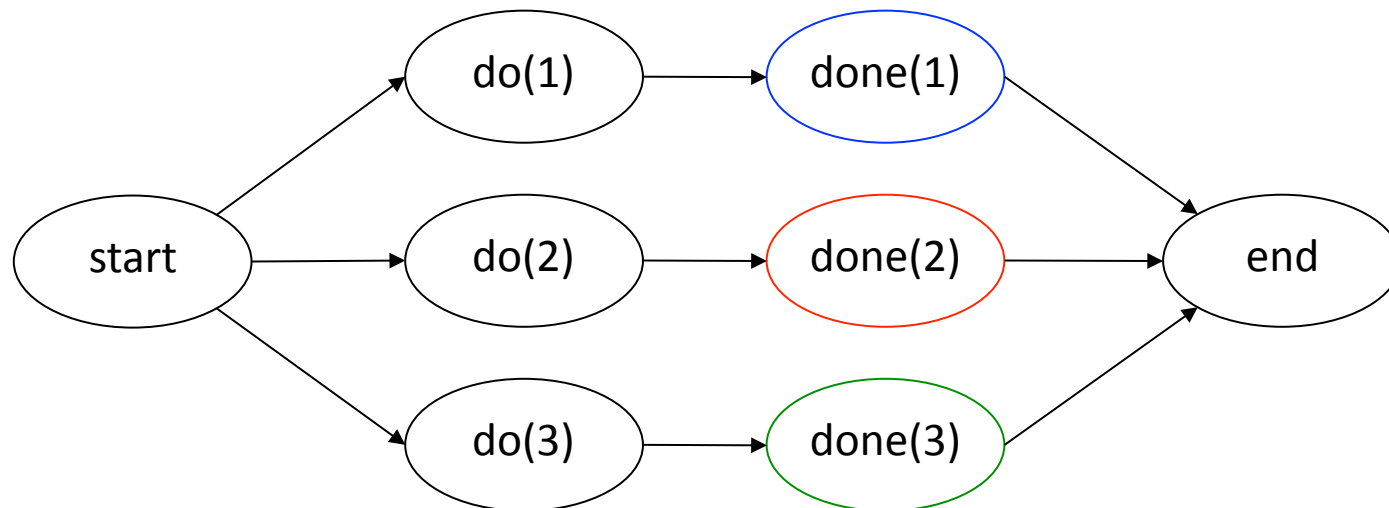 do(1)
done(1)
start
do(2)
done(2)
end
do(3)
done(3)